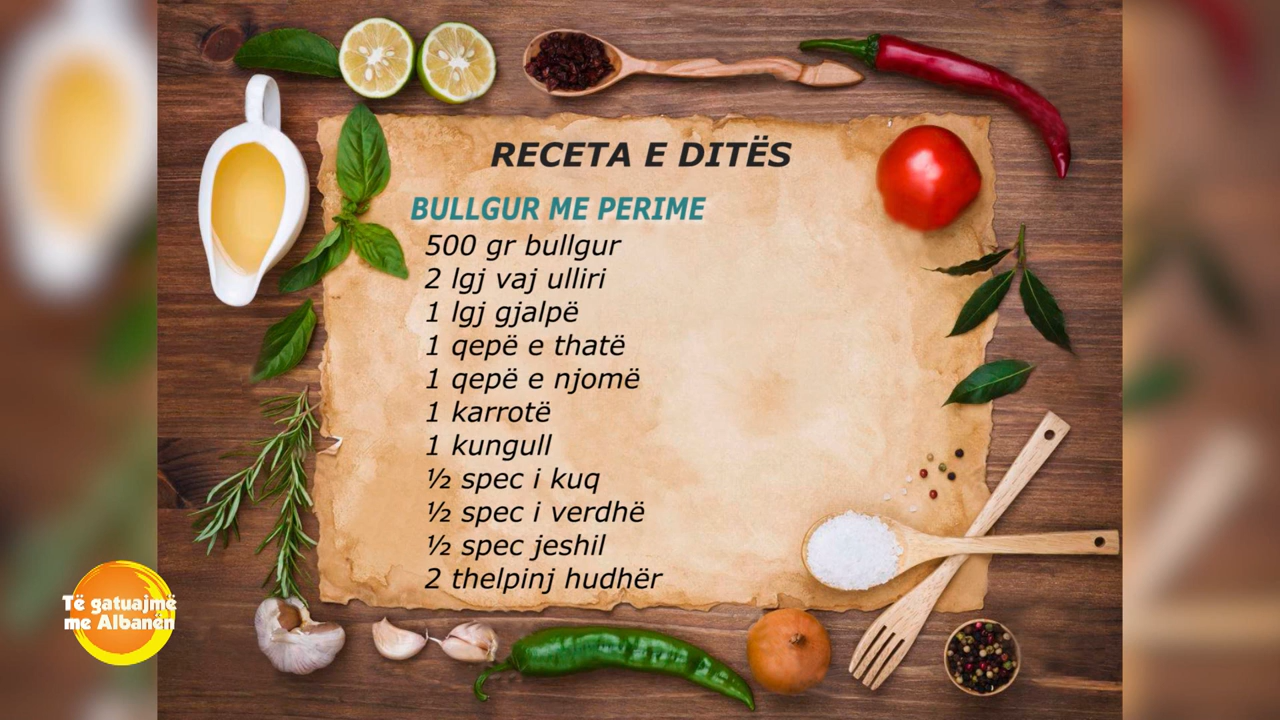 RECETA E DITËS
BULLGUR ME PERIME
500 gr bullgur
2 lgj vaj ulliri
1 lgj gjalpë
1 qepë e thatë
1 qepë e njomë
1 karrotë
1 kungull
½ spec i kuq
½ spec i verdhë
½ spec jeshil
2 thelpinj hudhër
Të gatuajmë
me Albanën